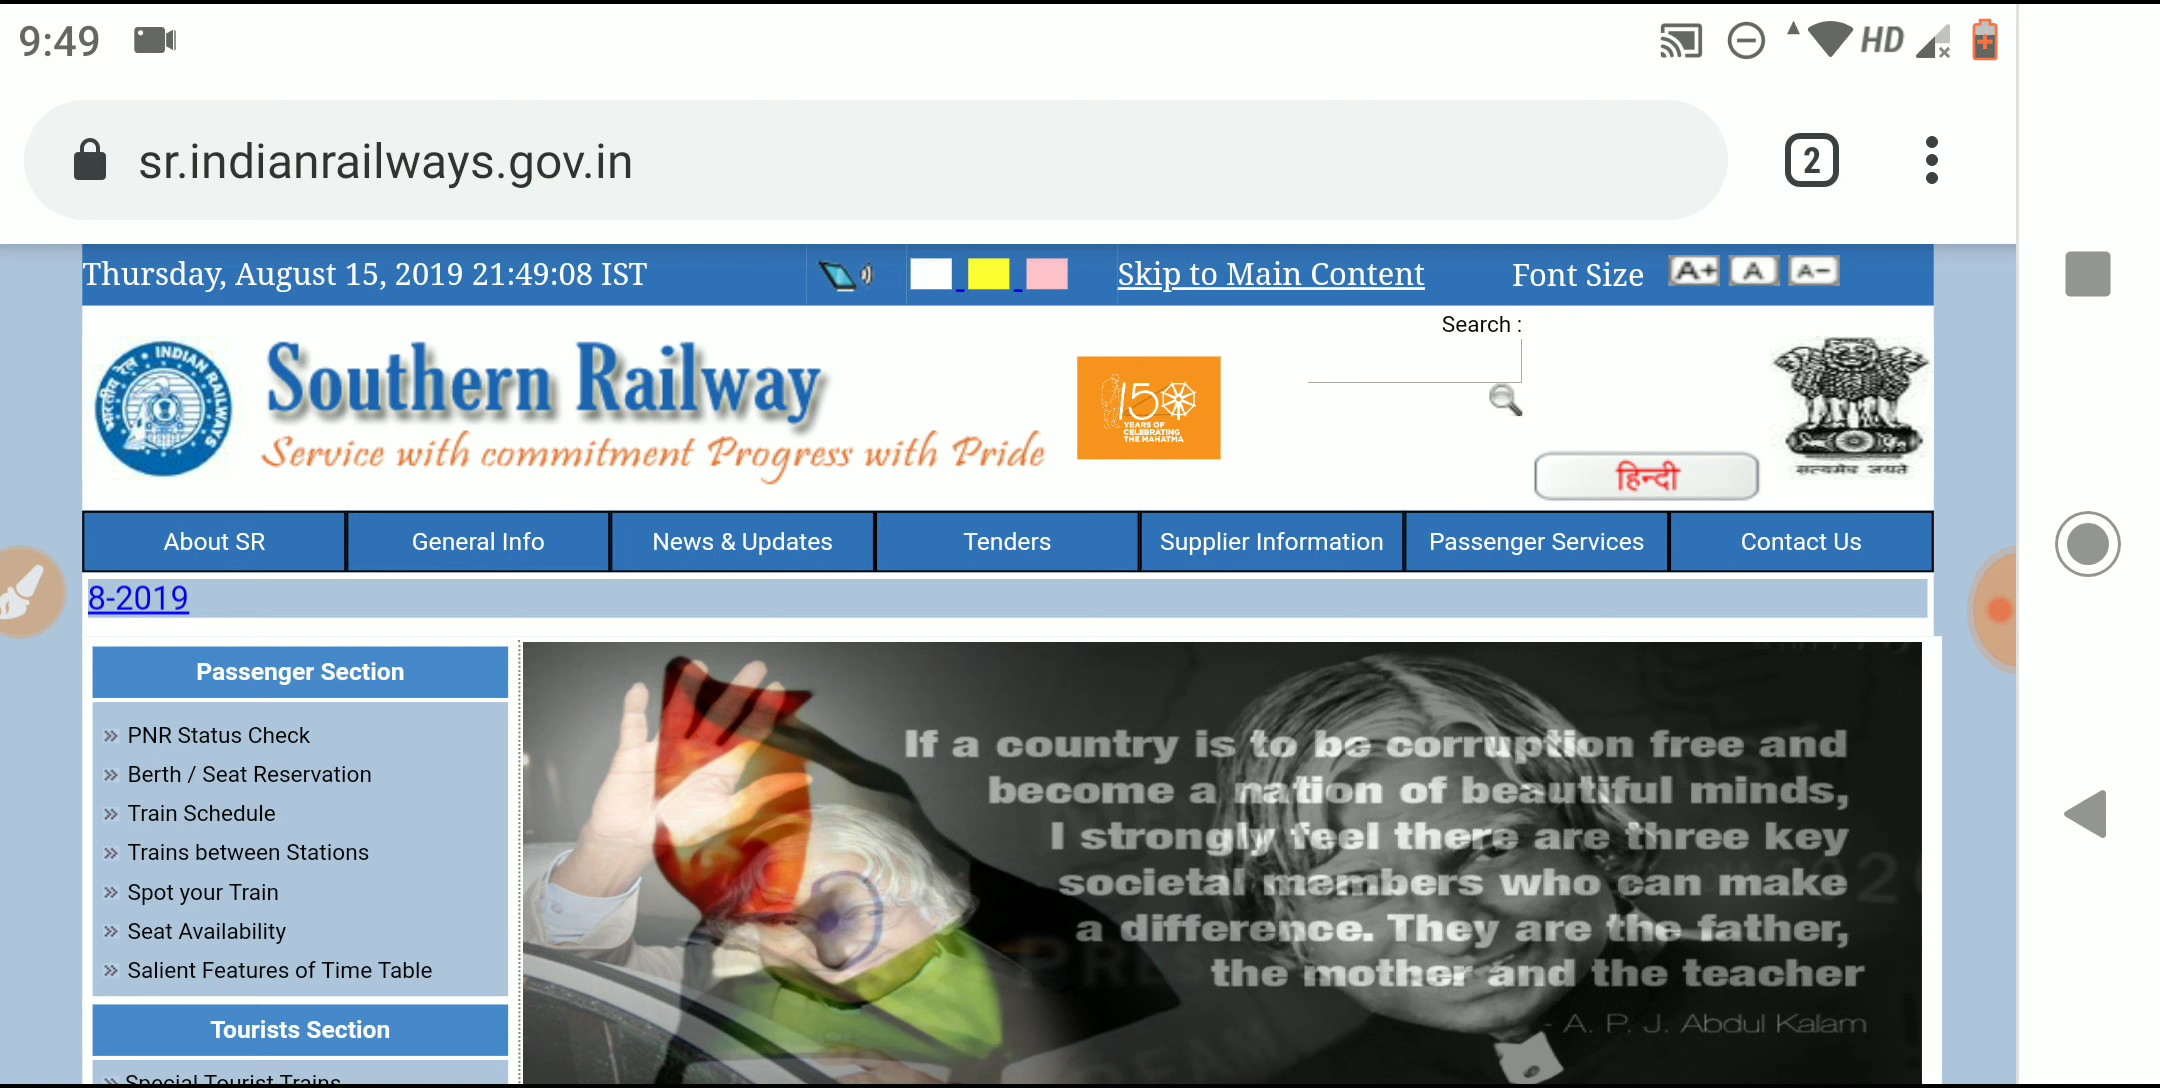 9:49
HD
sr.indianrailways.gov.in
2
Thursday, August 15, 2019 21:49:08 IST
Skip to Main Content
Font Size A+ A A-
Search :
INDIAN RAILWAYS
भारतीय रेल
Southern Railway
Service with commitment Progress with Pride
150
YEARS OF
CELEBRATING
THE MAHATMA
सत्यमेव जयते
हिन्दी
About SR
General Info
News & Updates
Tenders
Supplier Information
Passenger Services
Contact Us
8-2019
Passenger Section
» PNR Status Check
» Berth / Seat Reservation
» Train Schedule
» Trains between Stations
» Spot your Train
» Seat Availability
» Salient Features of Time Table
Tourists Section
» Special Tourist Trains
If a country is to be corruption free and
become a nation of beautiful minds,
I strongly feel there are three key
societal members who can make
a difference. They are the father,
the mother and the teacher
- A. P. J. Abdul Kalam